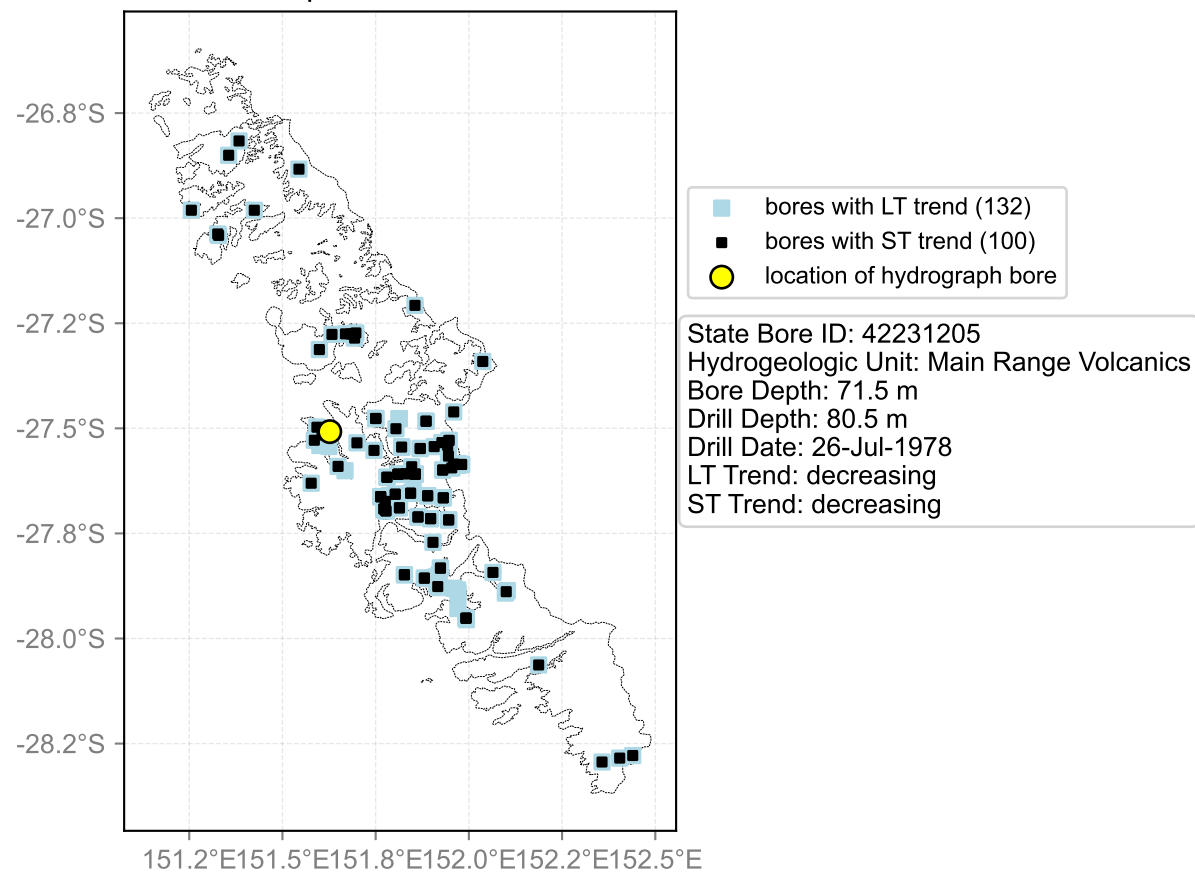 -26.8°S
-27.0°S
-27.2°S
-27.5°S
-27.8°S
-28.0°S
-28.2°S
151.2°E151.5°E151.8°E152.0°E152.2°E152.5°E
bores with LT trend (132)
bores with ST trend (100)
location of hydrograph bore
State Bore ID: 42231205
Hydrogeologic Unit: Main Range Volcanics
Bore Depth: 71.5 m
Drill Depth: 80.5 m
Drill Date: 26-Jul-1978
LT Trend: decreasing
ST Trend: decreasing